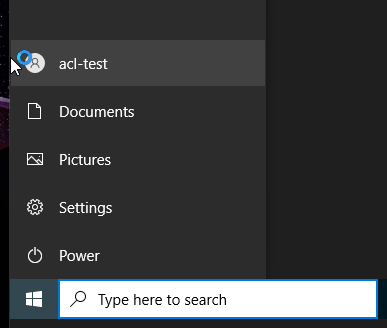 acl-test
Documents
Pictures
Settings
Power
Type here to search